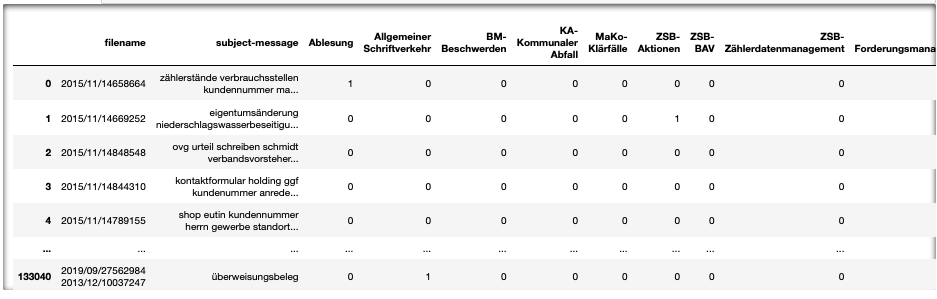 filename subject-message Ablesung Allgemeiner Schriftverkehr BM-Beschwerden KA-Kommunaler Abfall MaKo-Klärfälle ZSB-Aktionen ZSB-BAV ZSB-Zählerdatenmanagement Forderungsmana
0 2015/11/14658664 zählerstände verbrauchsstellen kundennummer ma... 1 0 0 0 0 0 0 0
1 2015/11/14669252 eigentumsänderung niederschlagswasserbeseitigu... 0 0 0 0 0 1 0 0
2 2015/11/14848548 ovg urteil schreiben schmidt verbandsvorsteher... 0 0 0 0 0 0 0 0
3 2015/11/14844310 kontaktformular holding ggf kundenummer anrede... 0 0 0 0 0 0 0 0
4 2015/11/14789155 shop eutin kundennummer herrn gewerbe standort... 0 0 0 0 0 0 0 0
... ... ... ... ... ... ... ... ... ... ...
133040 2019/09/27562984 2013/12/10037247 überweisungsbeleg 0 1 0 0 0 0 0 0